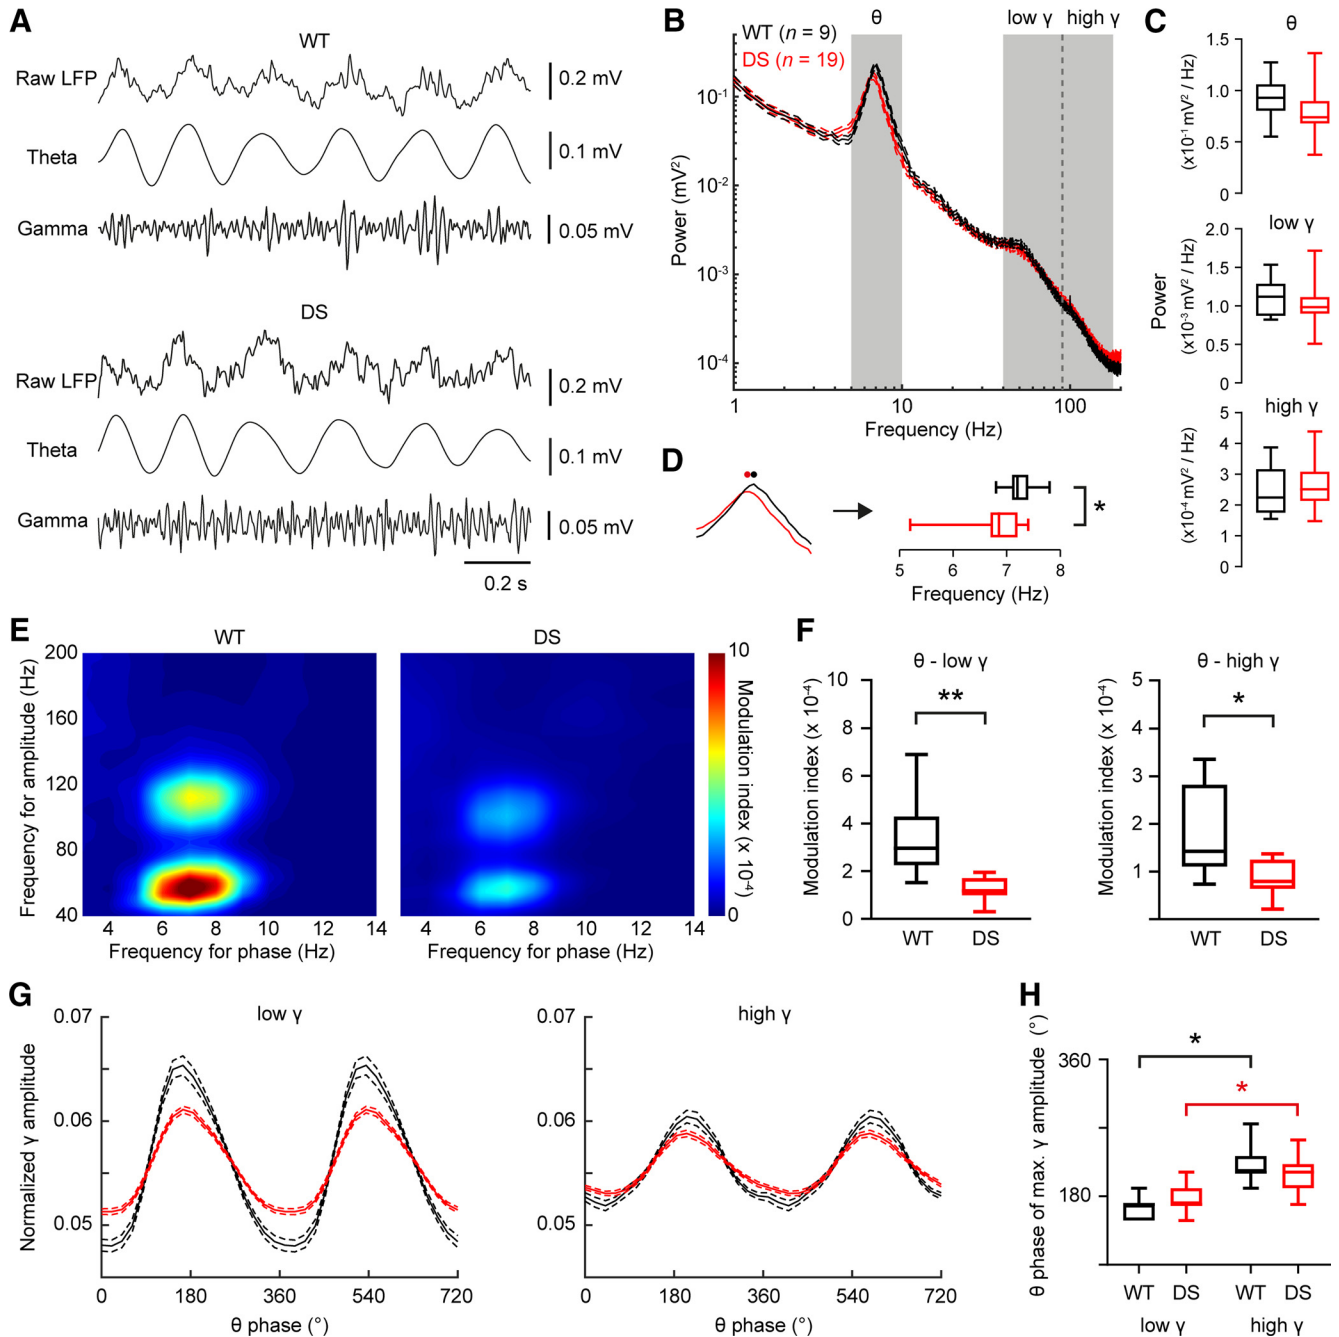 A
WT
Raw LFP
0.2 mV
Theta
0.1 mV
Gamma
0.05 mV
DS
Raw LFP
0.2 mV
Theta
0.1 mV
Gamma
0.05 mV
0.2 s
B
WT (n = 9)
DS (n = 19)
θ
low γ
high γ
Power (mV²)
10⁻¹
10⁻²
10⁻³
10⁻⁴
1
10
100
Frequency (Hz)
C
θ
1.5
1.0
0.5
0
(x10⁻¹ mV² / Hz)
low γ
2.0
1.5
1.0
0.5
0
Power
(x10⁻³ mV² / Hz)
high γ
5
4
3
2
1
0
(x10⁻⁴ mV² / Hz)
D
*
5
6
7
8
Frequency (Hz)
E
WT
DS
Frequency for amplitude (Hz)
200
160
120
80
40
4
6
8
10
12
14
Frequency for phase (Hz)
4
6
8
10
12
14
Frequency for phase (Hz)
10
0
Modulation index (x 10⁻⁴)
F
θ - low γ
Modulation index (x 10⁻⁴)
10
8
6
4
2
0
**
WT
DS
θ - high γ
Modulation index (x 10⁻⁴)
5
4
3
2
1
*
WT
DS
G
low γ
Normalized γ amplitude
0.07
0.06
0.05
0
180
360
540
720
θ phase (°)
high γ
0.07
0.06
0.05
0
180
360
540
720
θ phase (°)
H
θ phase of max. γ amplitude (°)
360
180
*
*
WT
DS
WT
DS
low γ
high γ